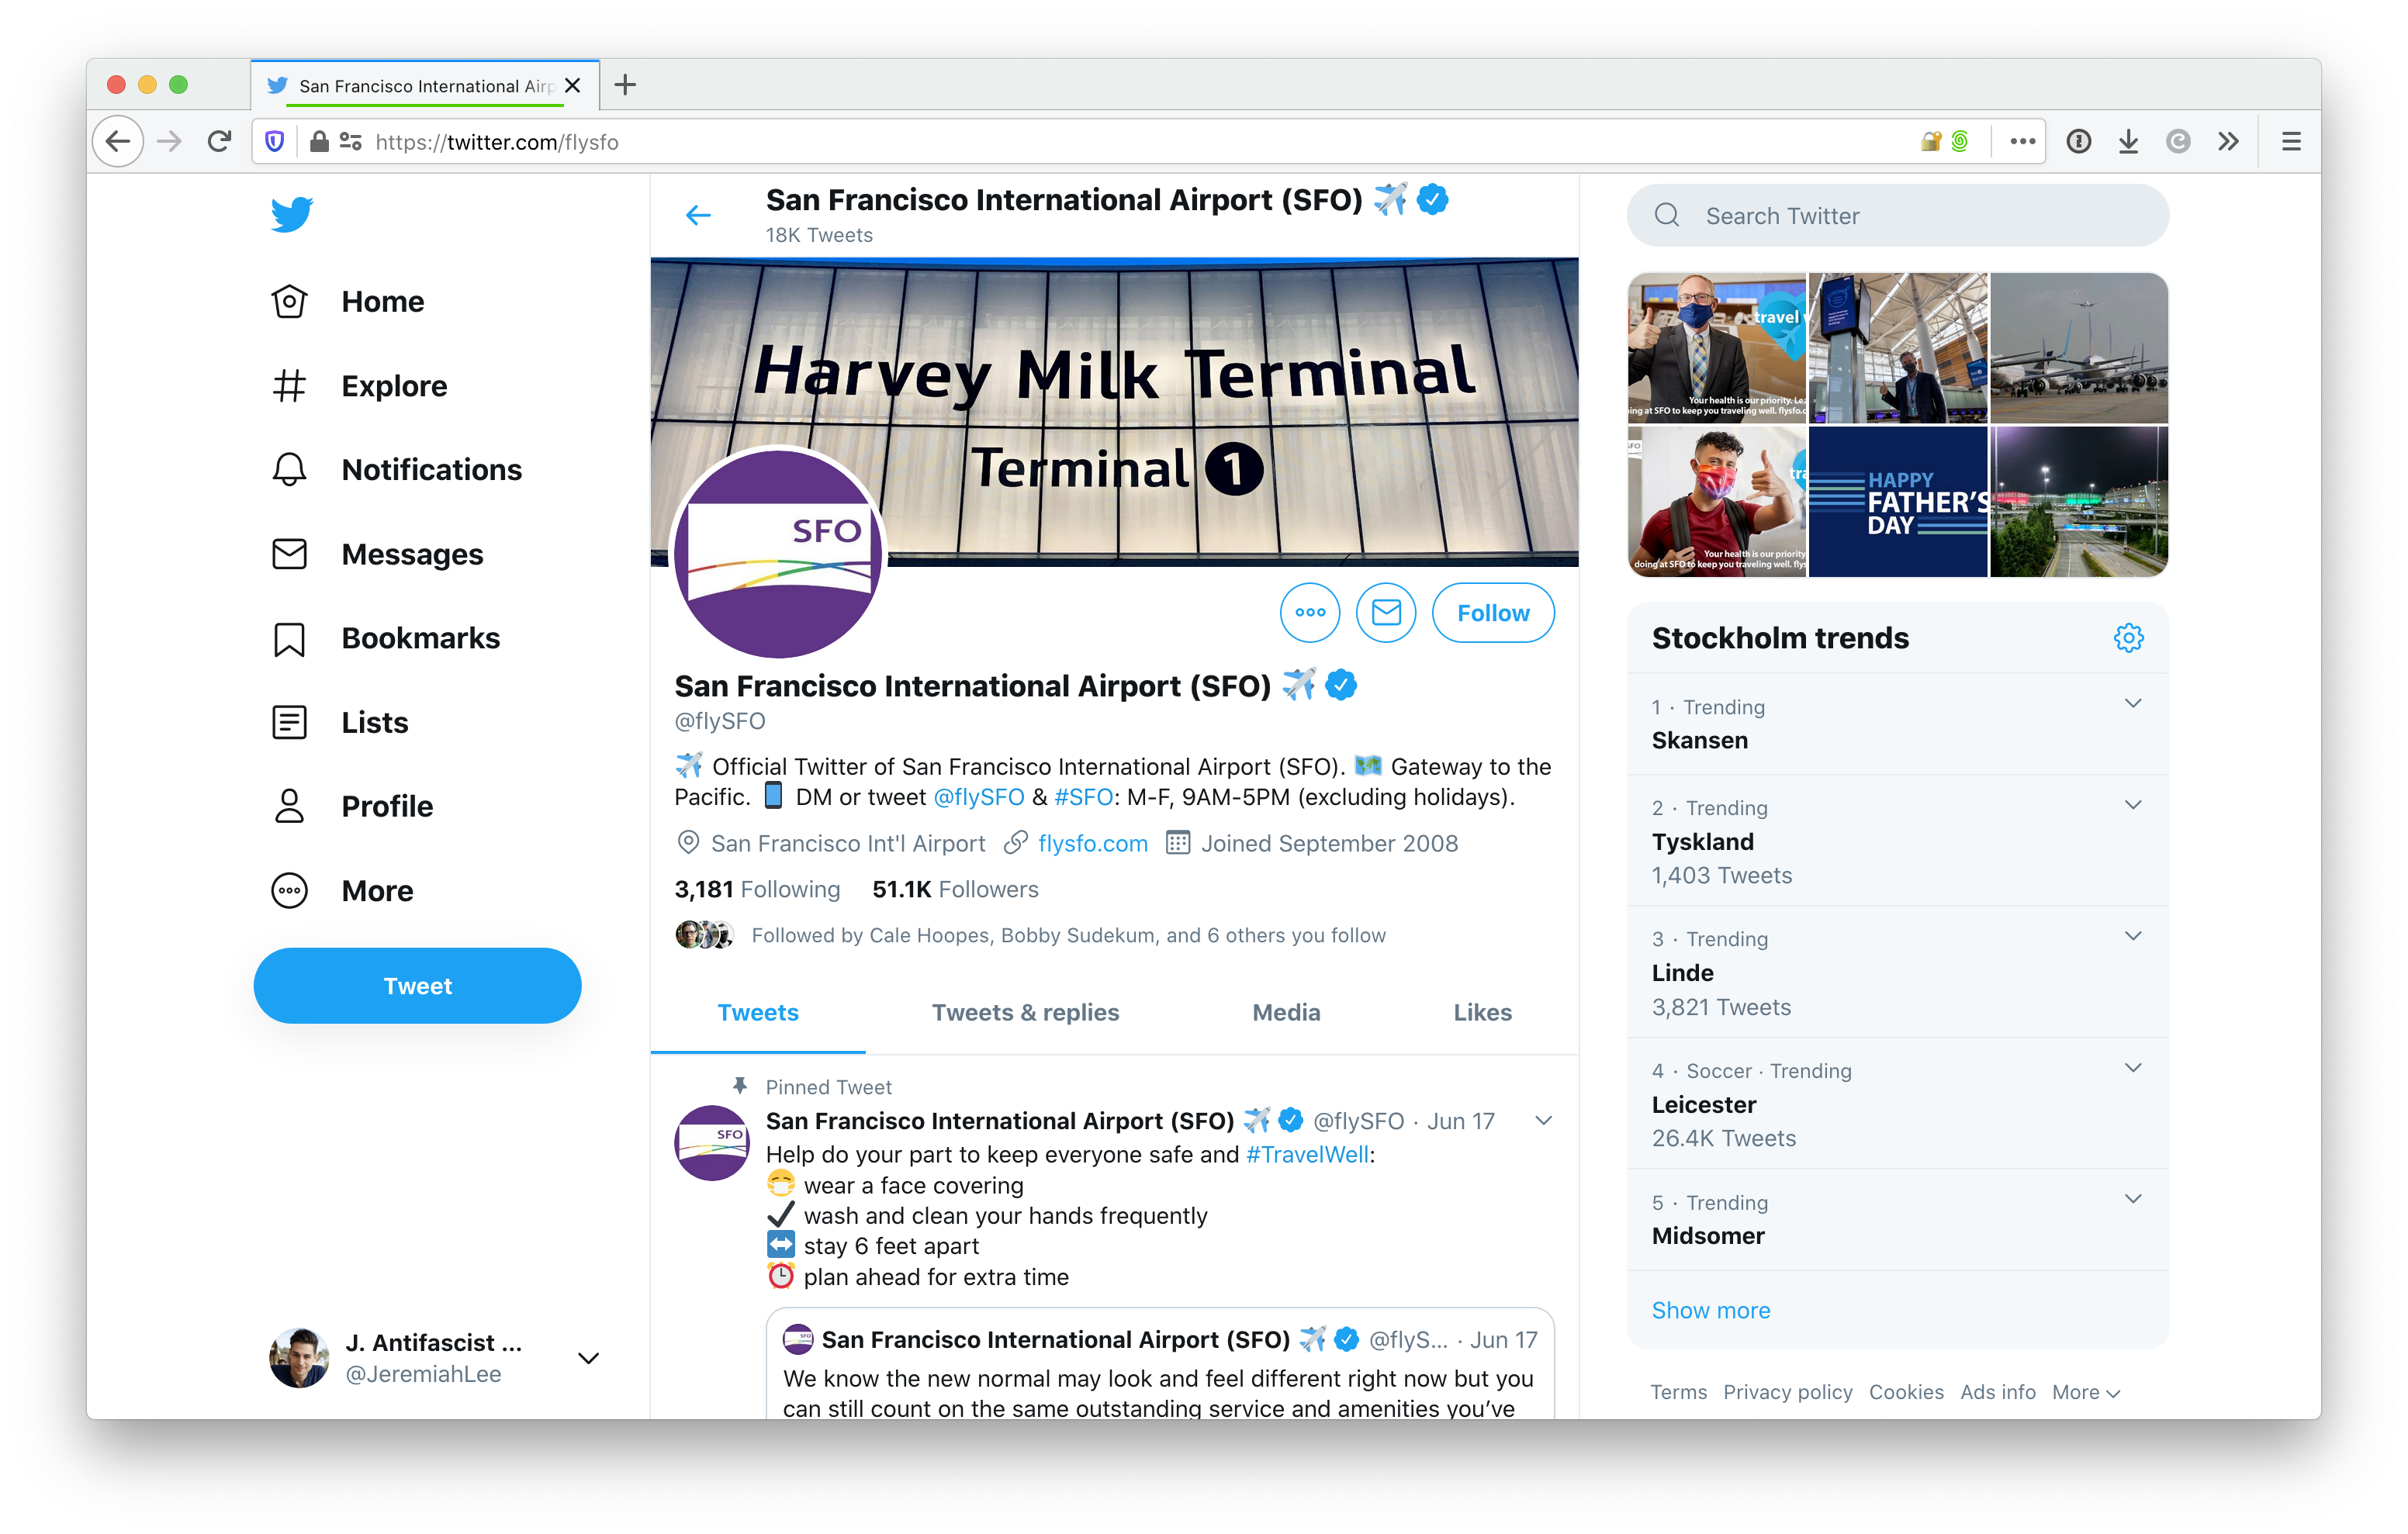 San Francisco International Airp
https://twitter.com/flysfo
Home
Explore
Notifications
Messages
Bookmarks
Lists
Profile
More
Tweet
J. Antifascist ...
@JeremiahLee
San Francisco International Airport (SFO)
18K Tweets
Harvey Milk Terminal
Terminal 1
SFO
Follow
San Francisco International Airport (SFO)
@flySFO
Official Twitter of San Francisco International Airport (SFO). Gateway to the
Pacific. DM or tweet @flySFO & #SFO: M-F, 9AM-5PM (excluding holidays).
San Francisco Int'l Airport flysfo.com Joined September 2008
3,181 Following 51.1K Followers
Followed by Cale Hoopes, Bobby Sudekum, and 6 others you follow
Tweets Tweets & replies Media Likes
Pinned Tweet
San Francisco International Airport (SFO) @flySFO · Jun 17
SFO
Help do your part to keep everyone safe and #TravelWell:
wear a face covering
wash and clean your hands frequently
stay 6 feet apart
plan ahead for extra time
San Francisco International Airport (SFO) @flyS... · Jun 17
We know the new normal may look and feel different right now but you
can still count on the same outstanding service and amenities you've
Search Twitter
travel
Your health is our priority. Lea
ing at SFO to keep you traveling well. flysfo.c
SFO
tra
Your health is our priority
doing at SFO to keep you traveling well. flys
HAPPY
FATHER'S
DAY
Stockholm trends
1 · Trending
Skansen
2 · Trending
Tyskland
1,403 Tweets
3 · Trending
Linde
3,821 Tweets
4 · Soccer · Trending
Leicester
26.4K Tweets
5 · Trending
Midsomer
Show more
Terms Privacy policy Cookies Ads info More